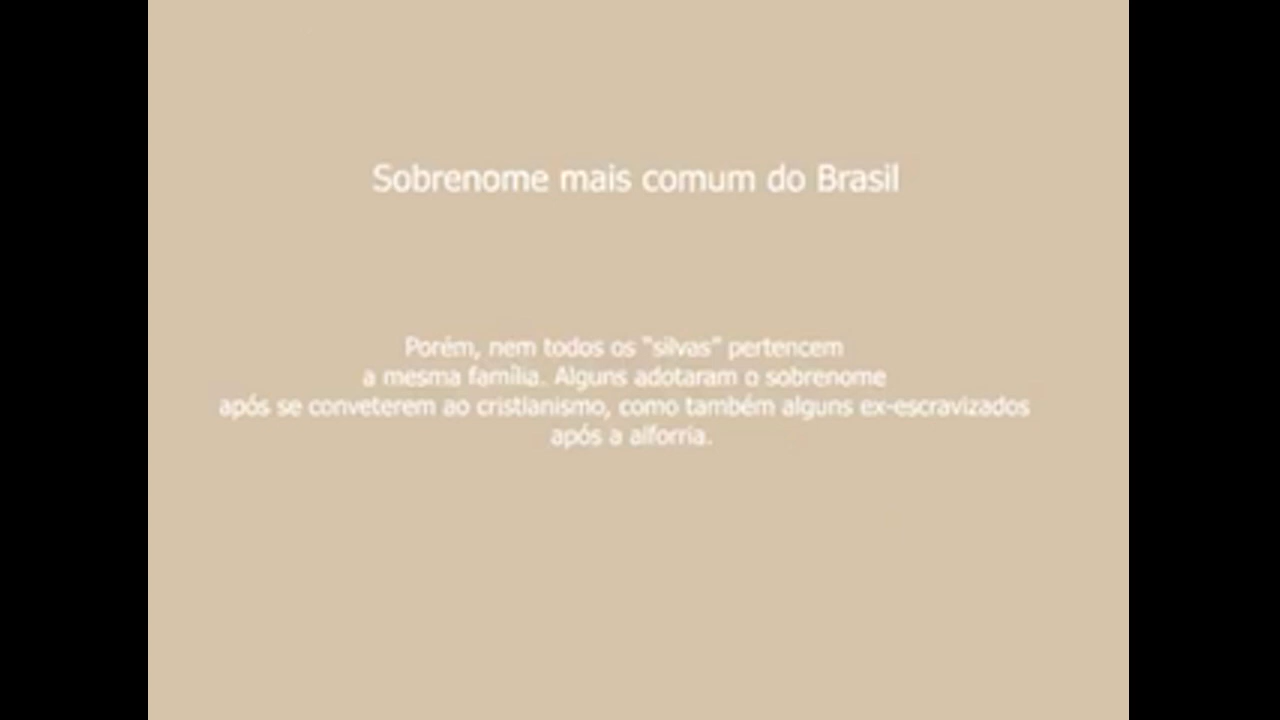 Sobrenome mais comum do Brasil
Porém, nem todos os "silvas" pertencem
a mesma família. Alguns adotaram o sobrenome
após se conveterem ao cristianismo, como também alguns ex-escravizados
após a alforria.